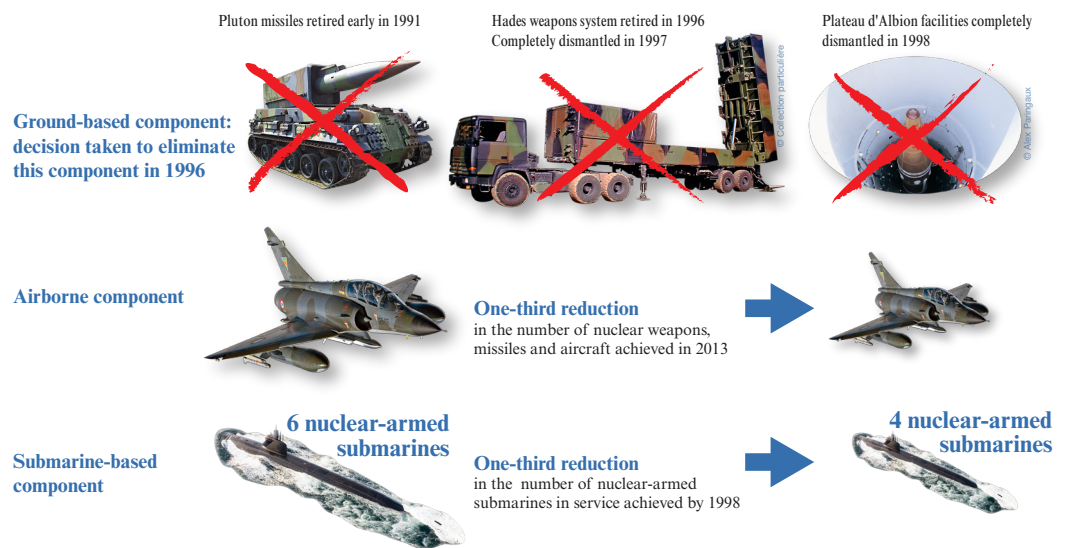 Pluton missiles retired early in 1991
Hades weapons system retired in 1996
Completely dismantled in 1997
Plateau d'Albion facilities completely
dismantled in 1998
© Collection particulière
© Alex Paringaux
Ground-based component:
decision taken to eliminate
this component in 1996
Airborne component
One-third reduction
in the number of nuclear weapons,
missiles and aircraft achieved in 2013
6 nuclear-armed
submarines
4 nuclear-armed
submarines
Submarine-based
component
One-third reduction
in the number of nuclear-armed
submarines in service achieved by 1998